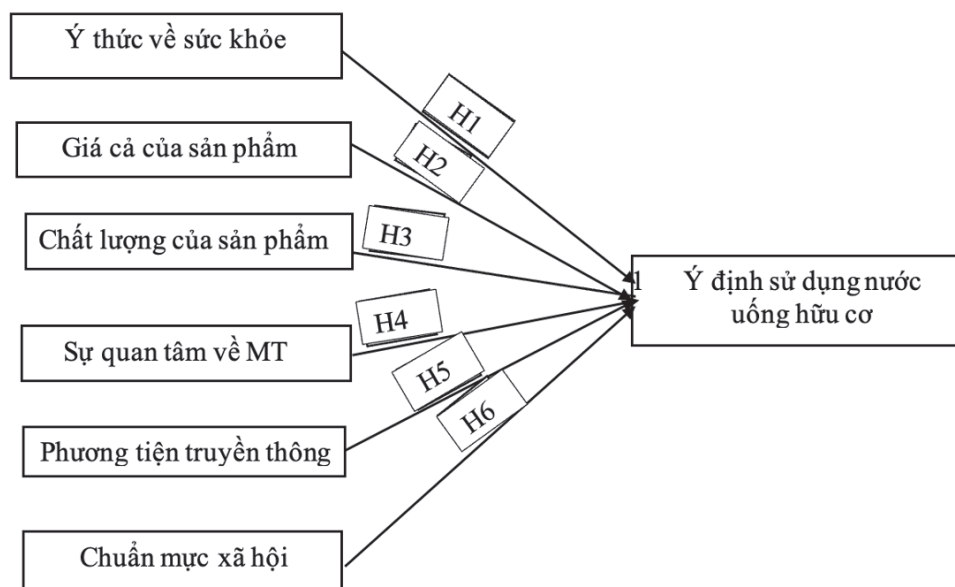 Ý thức về sức khỏe
H1
Giá cả của sản phẩm
H2
Chất lượng của sản phẩm
H3
1
Ý định sử dụng nước
uống hữu cơ
Sự quan tâm về MT
H4
Phương tiện truyền thông
H5
Chuẩn mực xã hội
H6